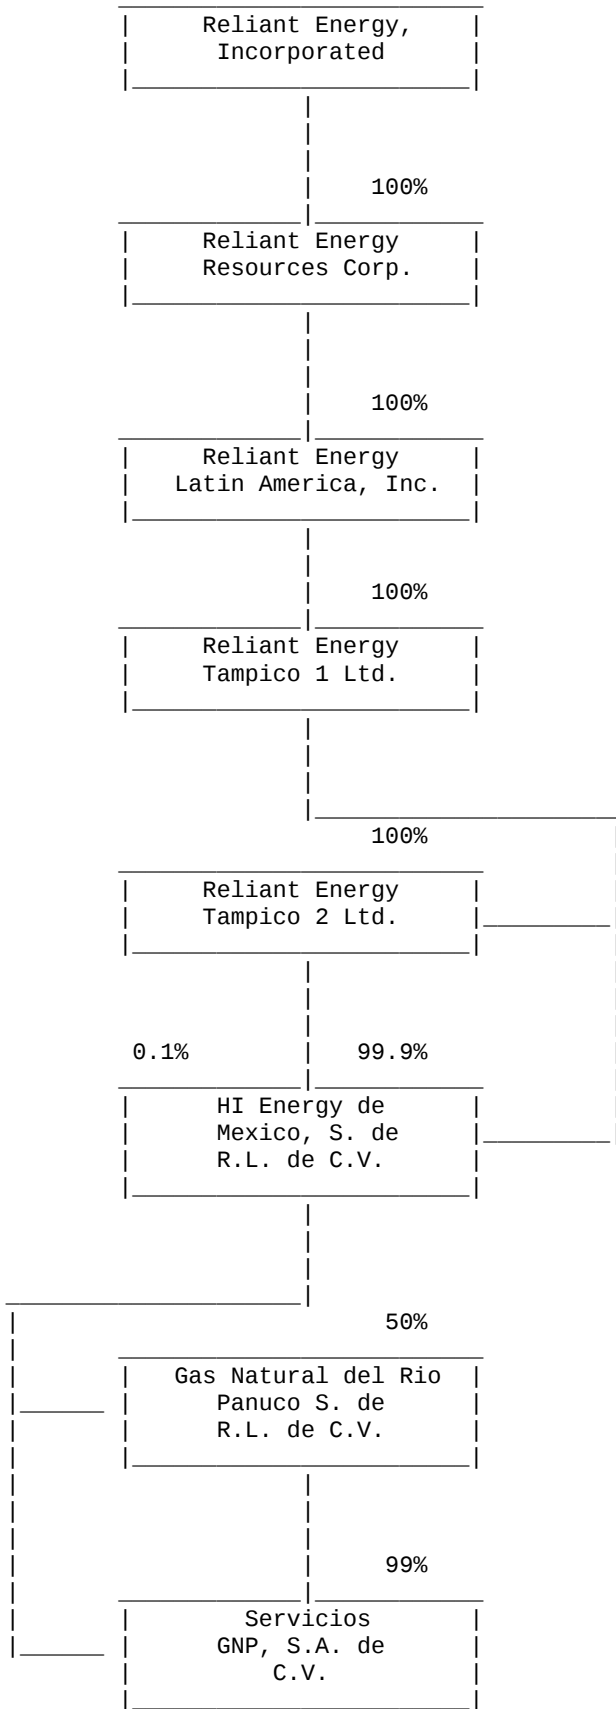 Reliant Energy,
Incorporated
100%
Reliant Energy
Resources Corp.
100%
Reliant Energy
Latin America, Inc.
100%
Reliant Energy
Tampico 1 Ltd.
100%
Reliant Energy
Tampico 2 Ltd.
0.1% 99.9%
HI Energy de
Mexico, S. de
R.L. de C.V.
50%
Gas Natural del Rio
Panuco S. de
R.L. de C.V.
99%
Servicios
GNP, S.A. de
C.V.